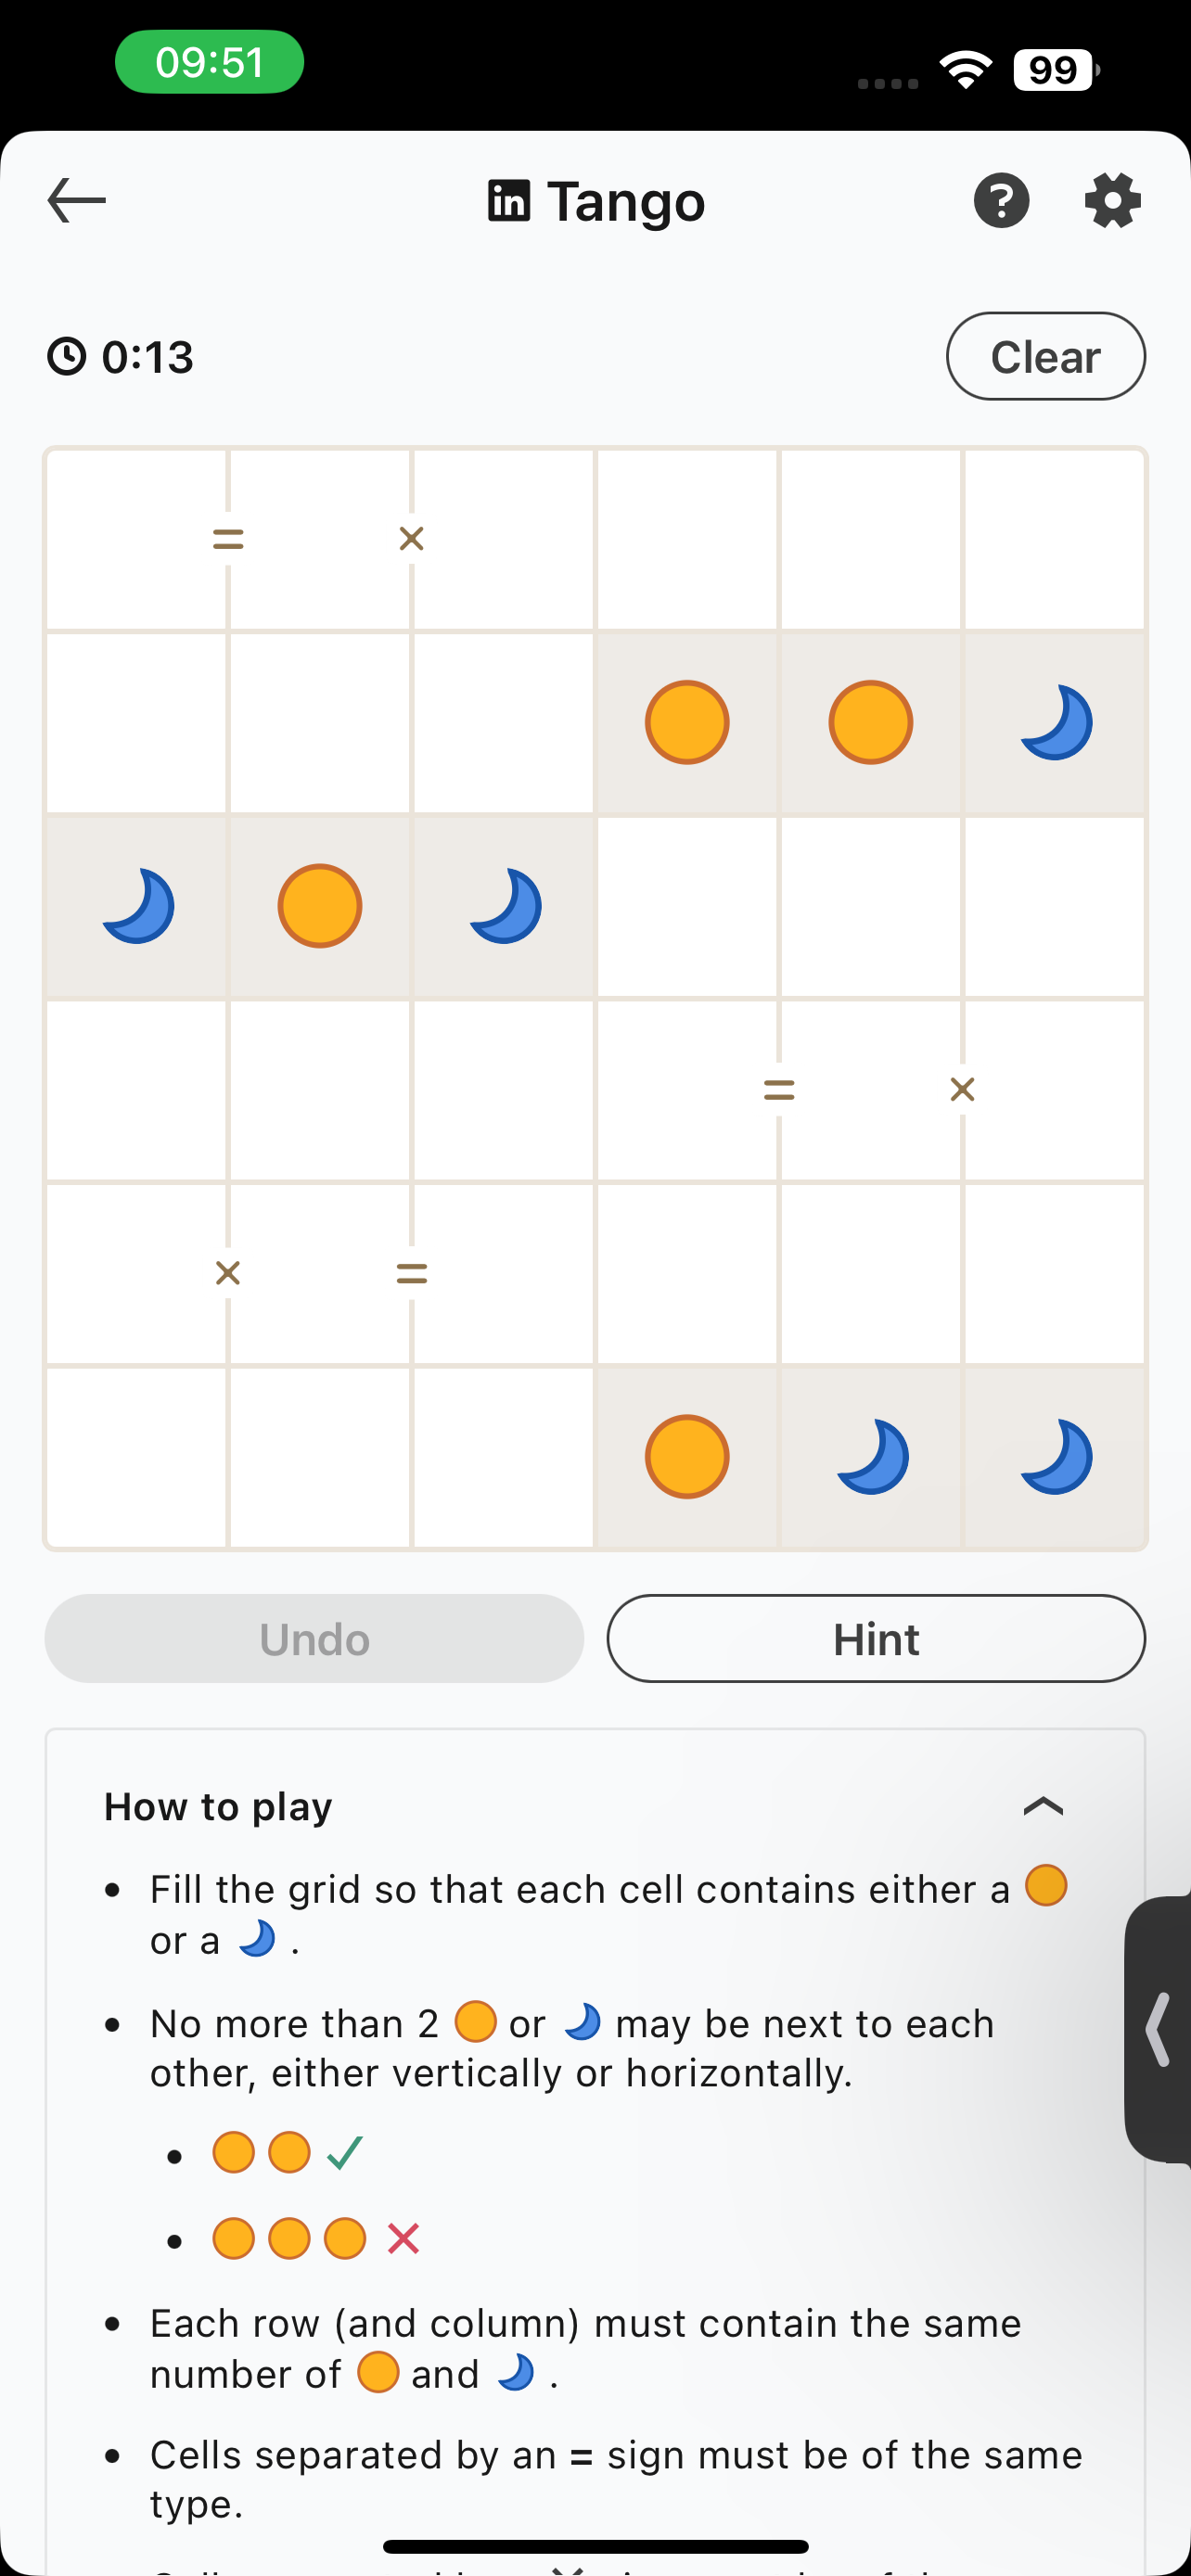 09:51
99
in Tango
?
0:13
Clear
= ×
= ×
× =
Undo
Hint
How to play
• Fill the grid so that each cell contains either a
or a .
• No more than 2 or may be next to each
other, either vertically or horizontally.
• Each row (and column) must contain the same
number of and .
• Cells separated by an = sign must be of the same
type.